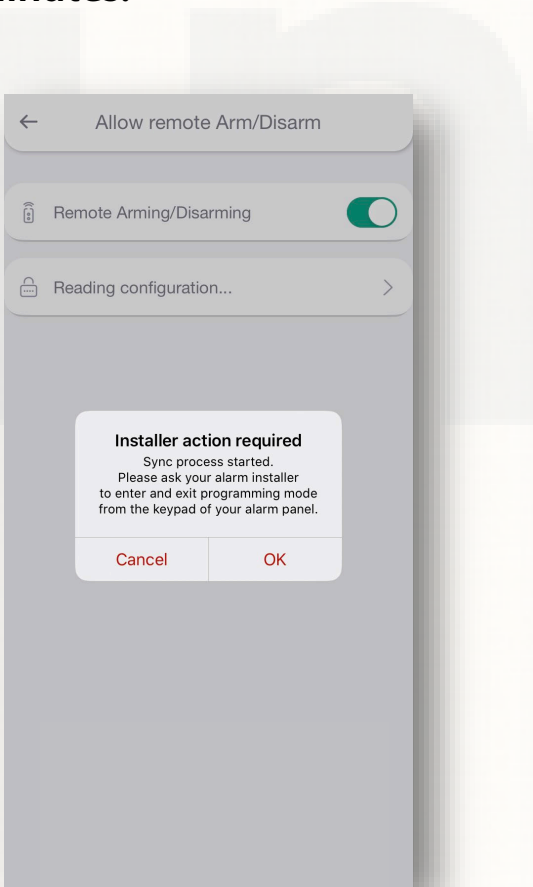 Allow remote Arm/Disarm
Remote Arming/Disarming
Reading configuration...
Installer action required
Sync process started.
Please ask your alarm installer
to enter and exit programming mode
from the keypad of your alarm panel.
Cancel OK